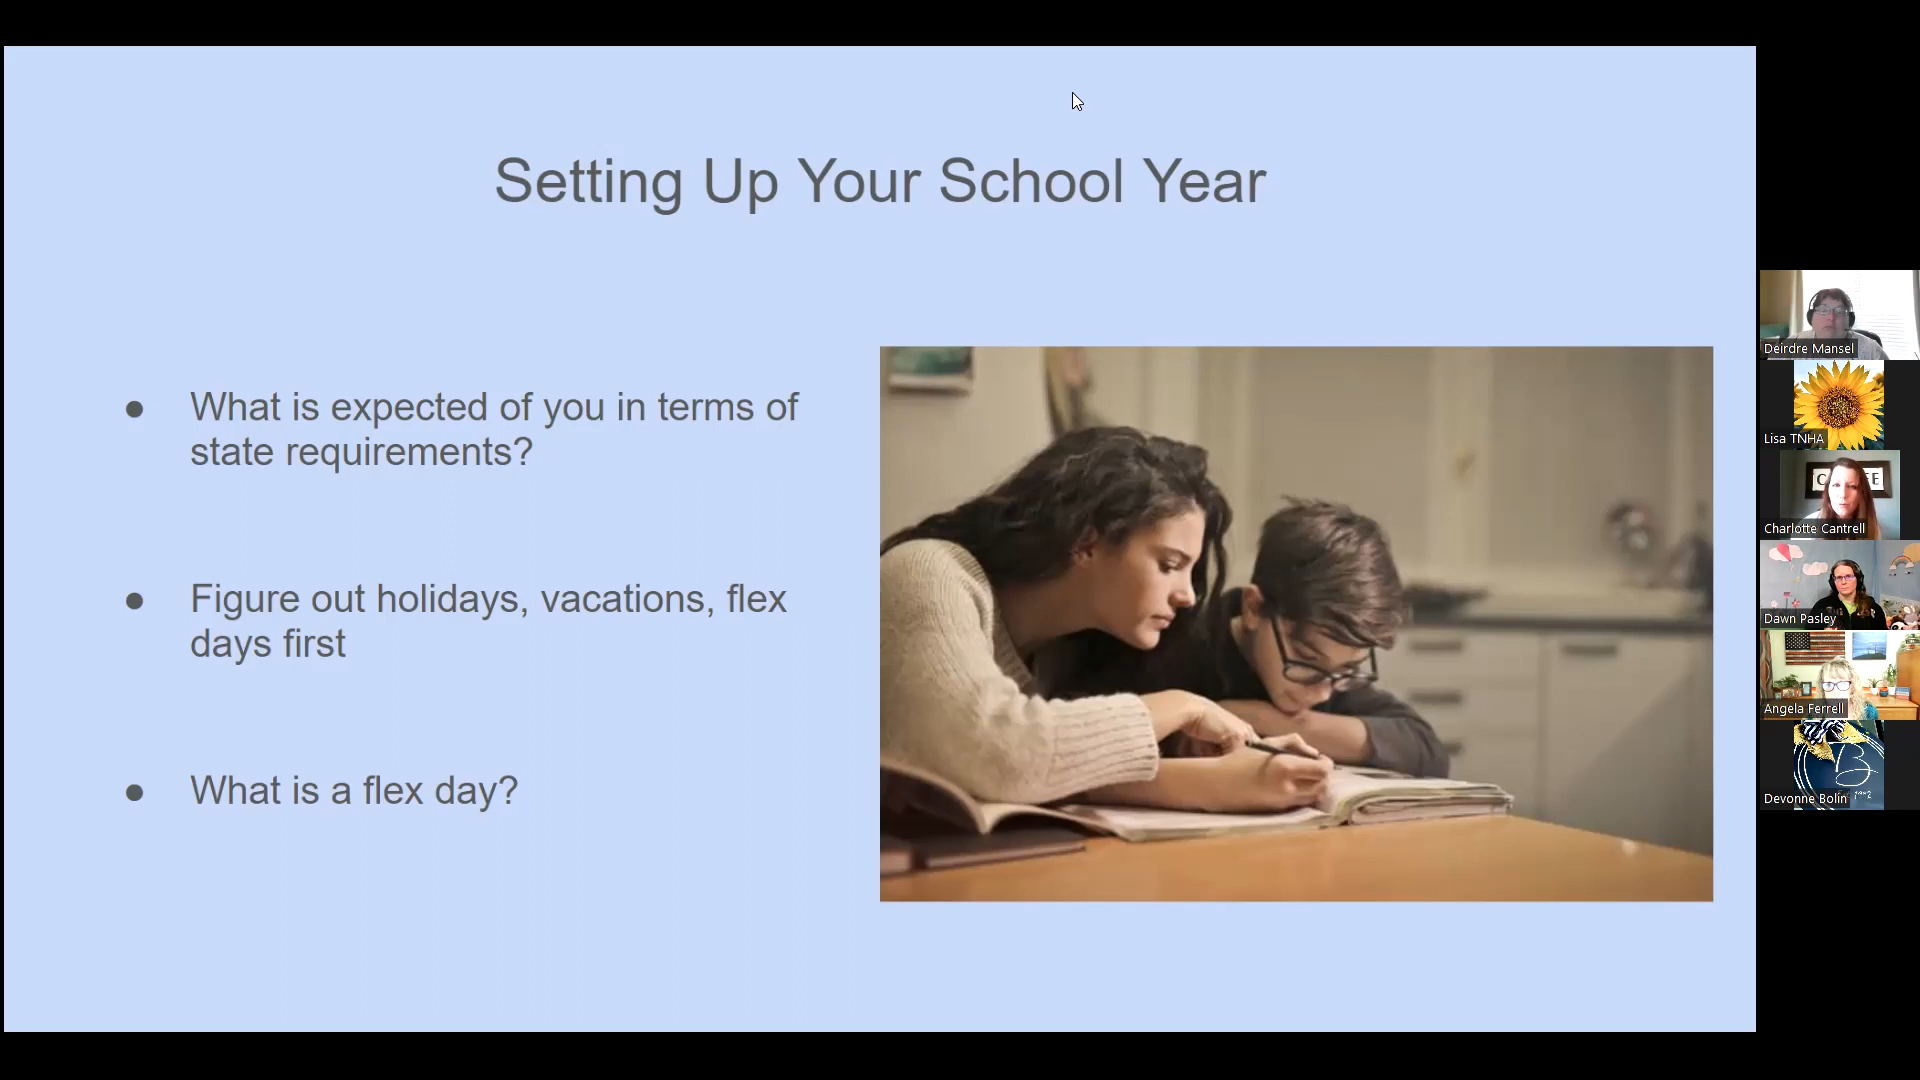 Setting Up Your School Year
● What is expected of you in terms of
state requirements?
● Figure out holidays, vacations, flex
days first
● What is a flex day?
Deirdre Mansel
Lisa TNHA
Charlotte Cantrell
Dawn Pasley
Angela Ferrell
B
Devonne Bolin